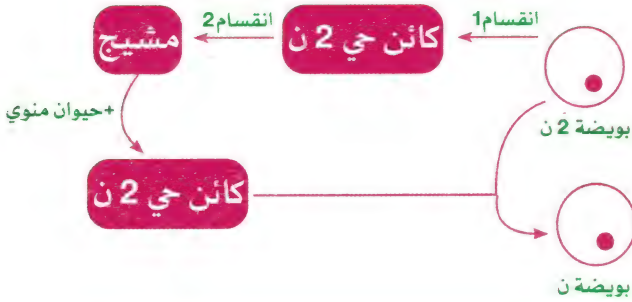 انقسام1
انقسام2
كائن حي 2 ن
مشيج
بويضة 2 ن
+حيوان منوي
كائن حي 2 ن
بويضة ن